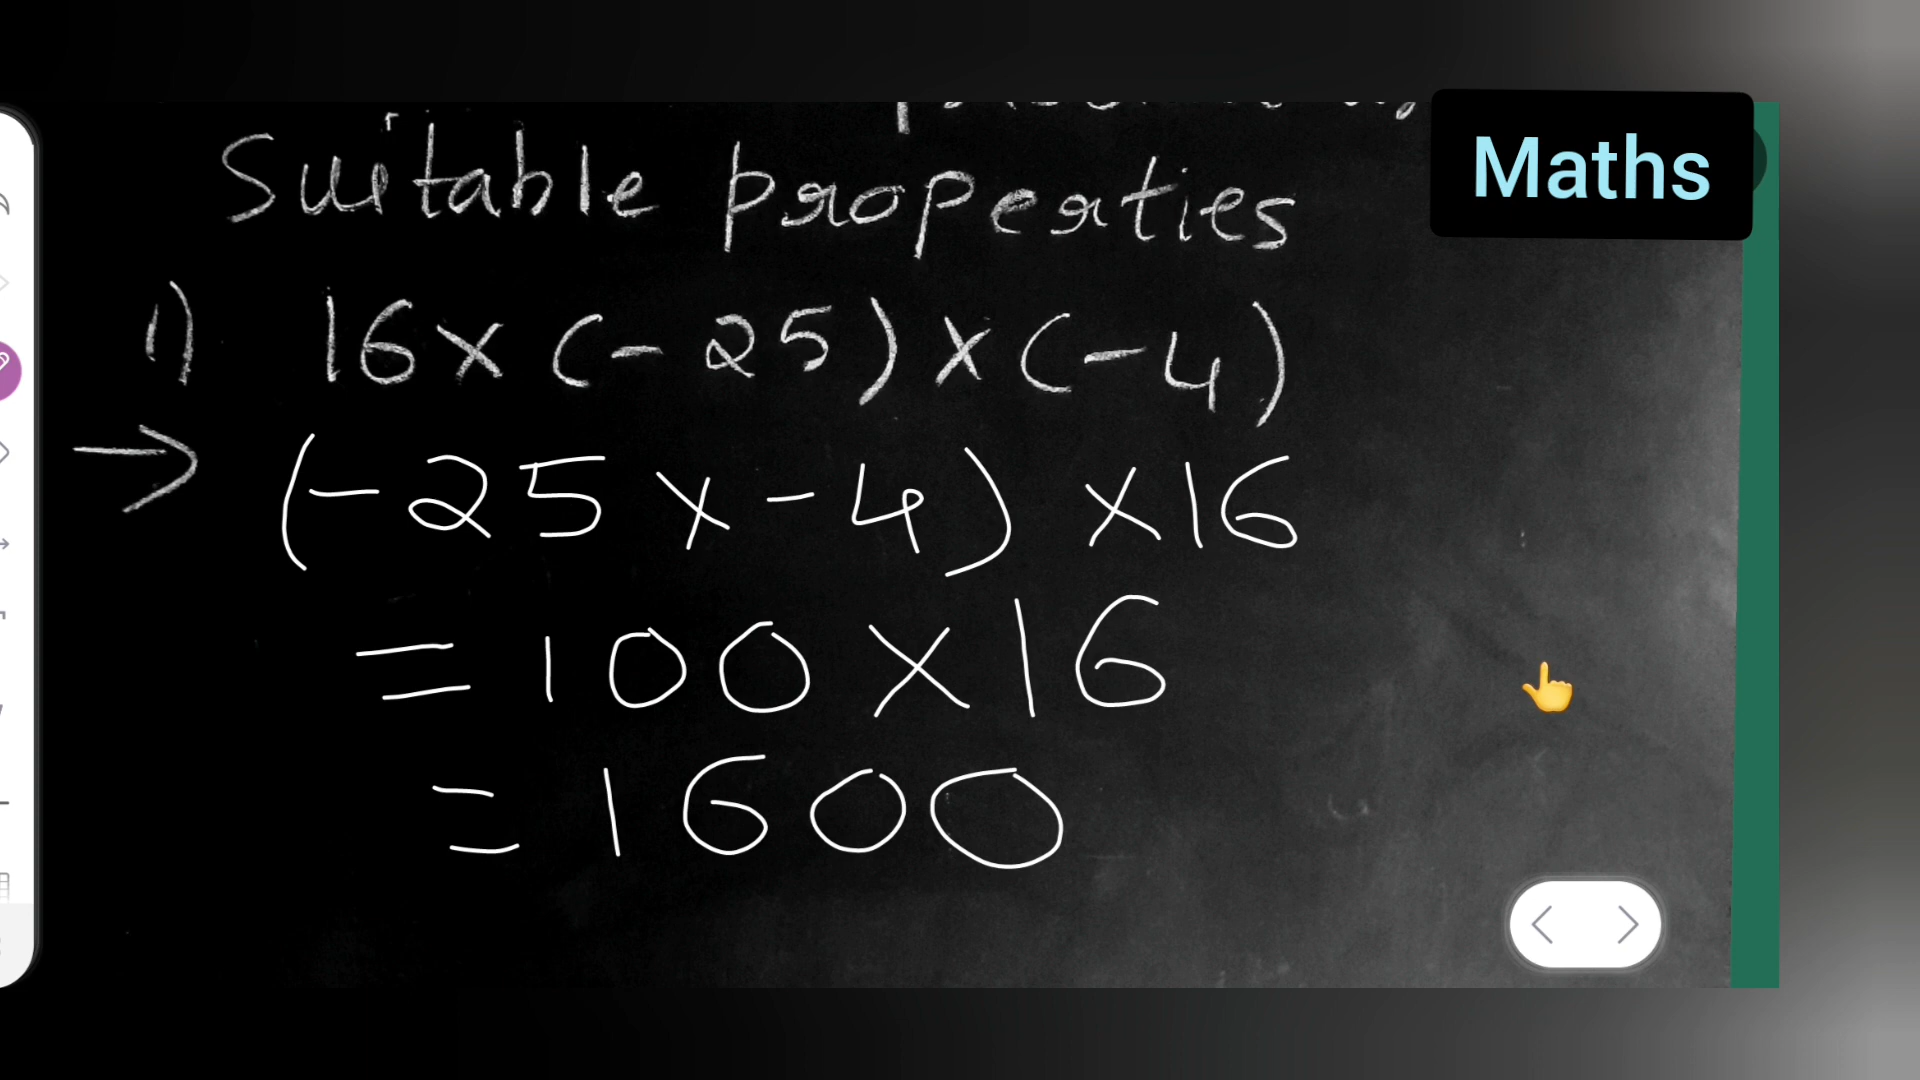 Maths
Suitable properties
1) 16 × (-25) × (-4)
→ (-25 × -4) × 16
= 100 × 16
= 1600